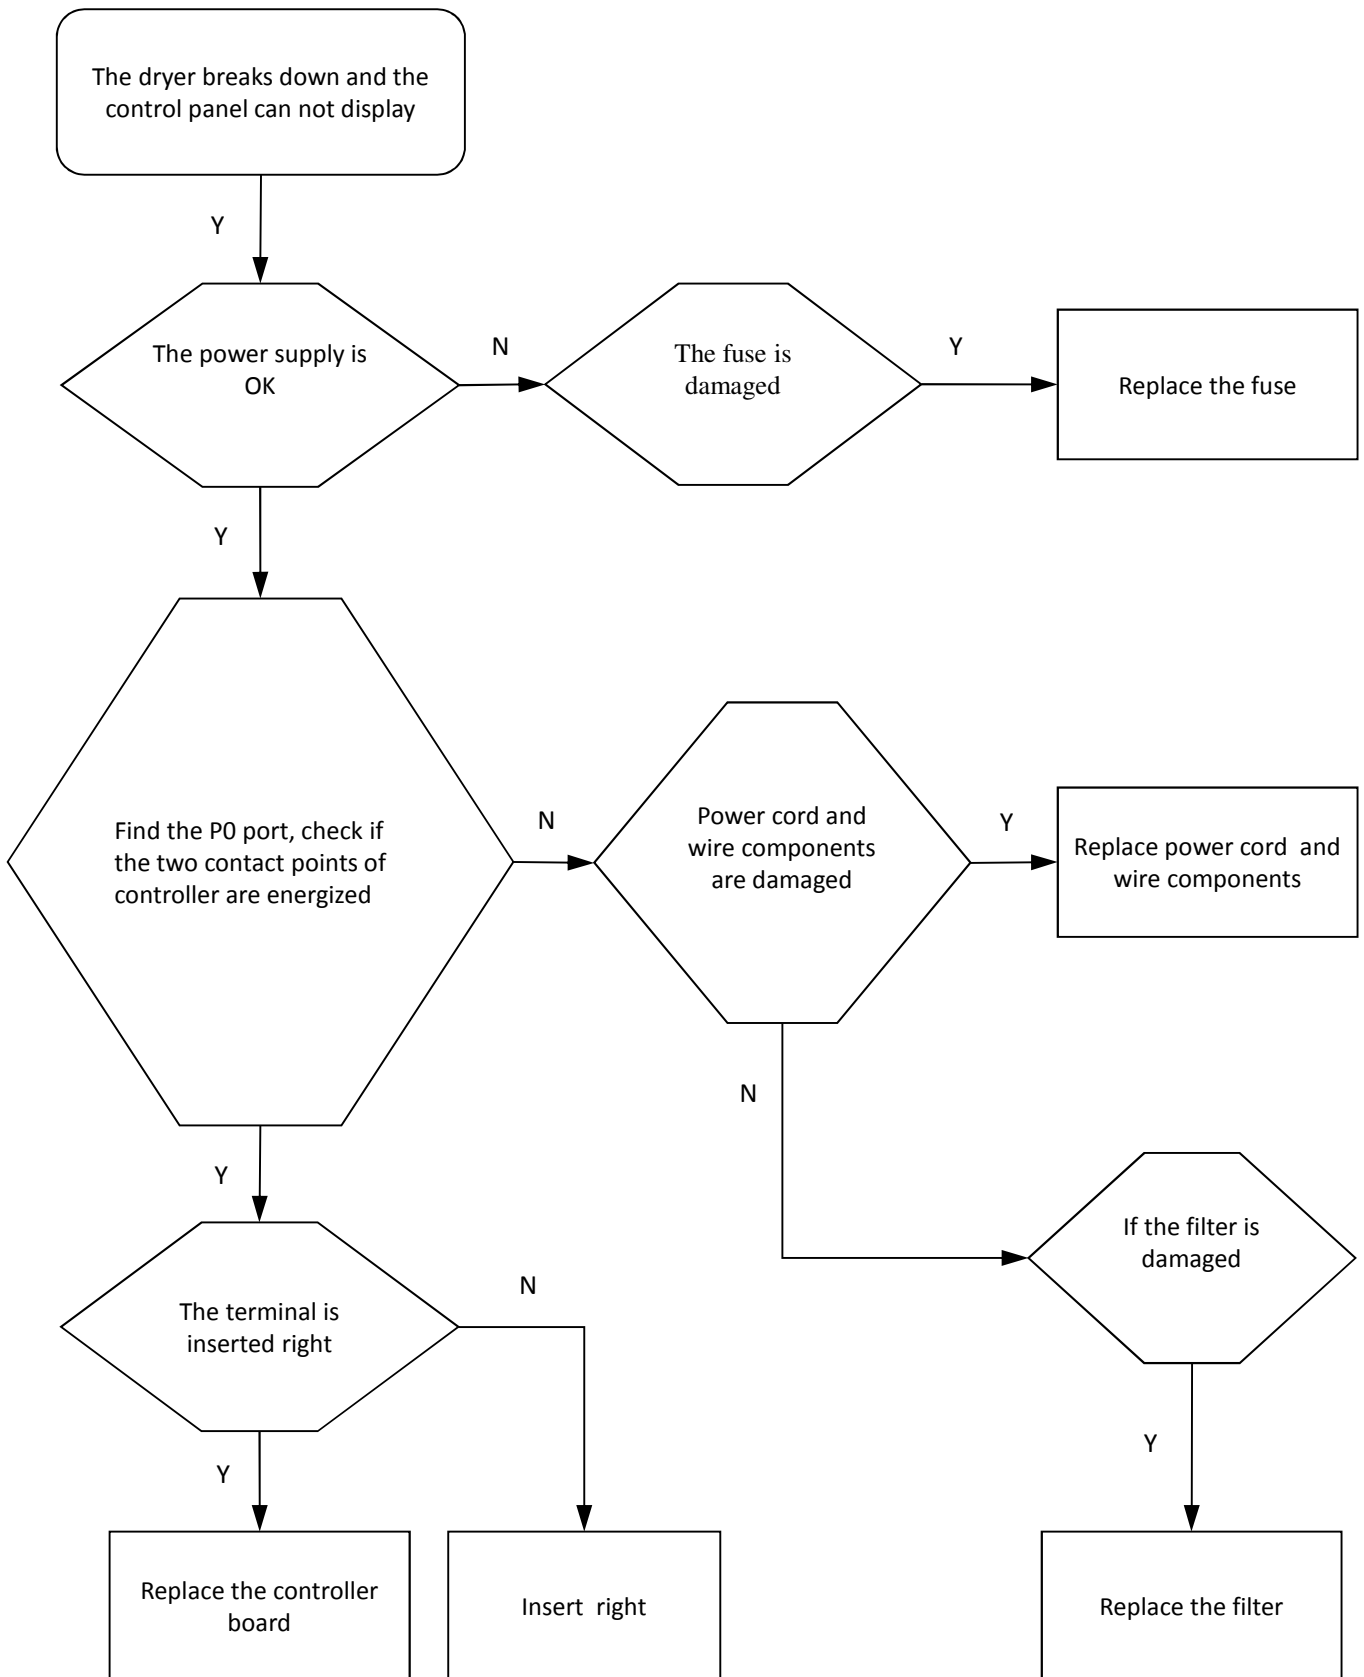 The dryer breaks down and the
control panel can not display
Y
The power supply is
OK
N
The fuse is
damaged
Y
Replace the fuse
Y
Find the P0 port, check if
the two contact points of
controller are energized
N
Power cord and
wire components
are damaged
Y
Replace power cord and
wire components
N
If the filter is
damaged
Y
The terminal is
inserted right
N
Y
Y
Replace the controller
board
Insert right
Replace the filter